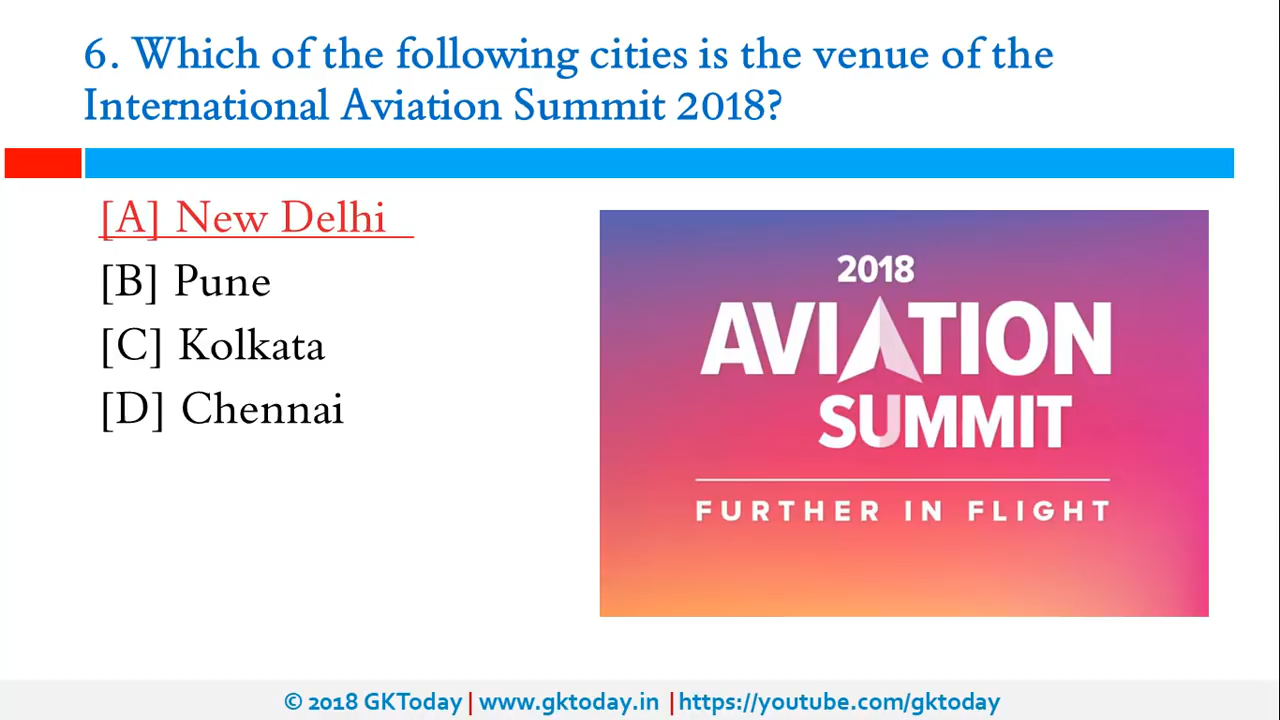 6. Which of the following cities is the venue of the
International Aviation Summit 2018?
[A] New Delhi
[B] Pune
[C] Kolkata
[D] Chennai
2018
AVIATION
SUMMIT
FURTHER IN FLIGHT
© 2018 GKToday | www.gktoday.in | https://youtube.com/gktoday